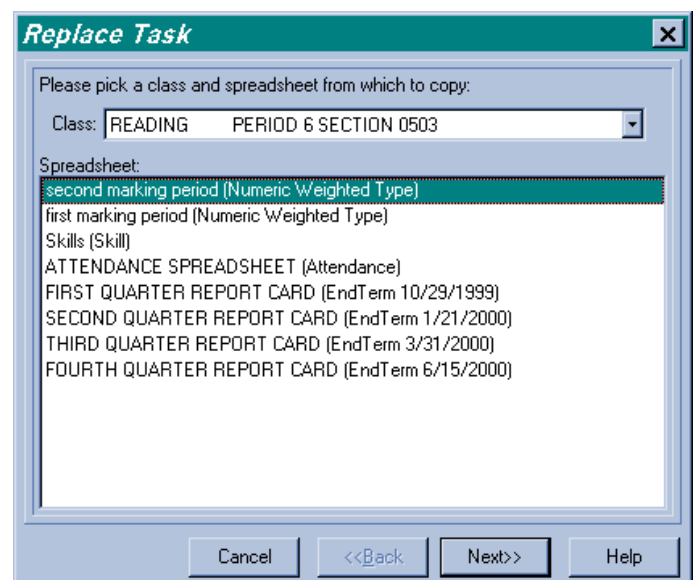 Replace Task
Please pick a class and spreadsheet from which to copy:
Class: READING PERIOD 6 SECTION 0503
Spreadsheet:
second marking period (Numeric Weighted Type)
first marking period (Numeric Weighted Type)
Skills (Skill)
ATTENDANCE SPREADSHEET (Attendance)
FIRST QUARTER REPORT CARD (EndTerm 10/29/1999)
SECOND QUARTER REPORT CARD (EndTerm 1/21/2000)
THIRD QUARTER REPORT CARD (EndTerm 3/31/2000)
FOURTH QUARTER REPORT CARD (EndTerm 6/15/2000)
Cancel <<Back Next>> Help